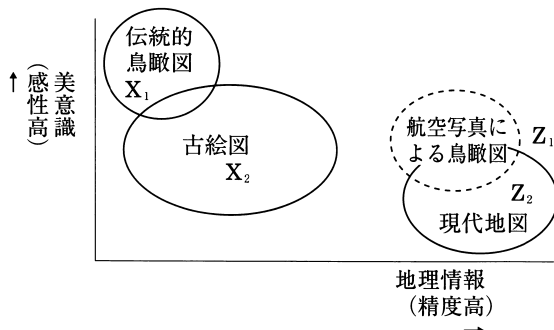 伝統的
鳥瞰図
X₁
古絵図
X₂
航空写真に
よる鳥瞰図
Z₁
Z₂
現代地図
美意識
(感性高)
↑
地理情報
(精度高)
→